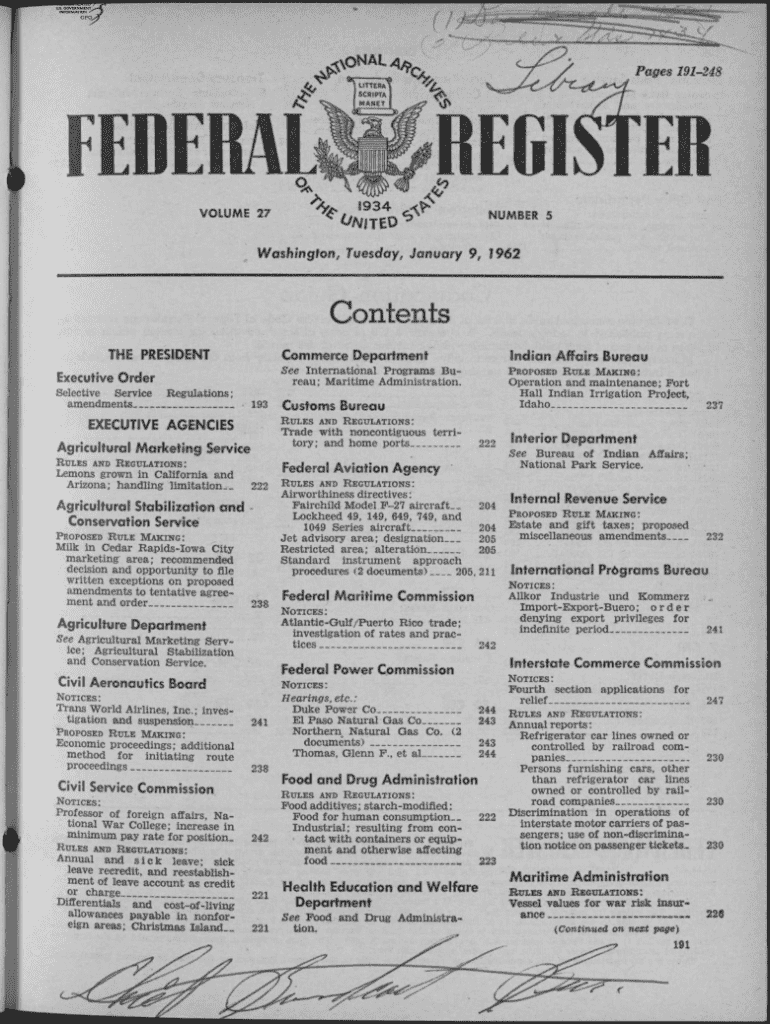 U.S. GOVERNMENT
GPO
Library
Pages 191-248
THE NATIONAL ARCHIVES
LITTERA
SCRIPTA
MANET
FEDERAL REGISTER
1934
OF THE UNITED STATES
VOLUME 27
NUMBER 5
Washington, Tuesday, January 9, 1962
Contents
THE PRESIDENT
Executive Order
Selective Service Regulations;
amendments 193
EXECUTIVE AGENCIES
Agricultural Marketing Service
RULES AND REGULATIONS:
Lemons grown in California and
Arizona; handling limitation 222
Agricultural Stabilization and
Conservation Service
PROPOSED RULE MAKING:
Milk in Cedar Rapids-Iowa City
marketing area; recommended
decision and opportunity to file
written exceptions on proposed
amendments to tentative agree-
ment and order 238
Agriculture Department
See Agricultural Marketing Serv-
ice; Agricultural Stabilization
and Conservation Service.
Civil Aeronautics Board
NOTICES:
Trans World Airlines, Inc.; inves-
tigation and suspension 241
PROPOSED RULE MAKING:
Economic proceedings; additional
method for initiating route
proceedings 238
Civil Service Commission
NOTICES:
Professor of foreign affairs, Na-
tional War College; increase in
minimum pay rate for position 242
RULES AND REGULATIONS:
Annual and sick leave; sick
leave recredit, and reestablish-
ment of leave account as credit
or charge 221
Differentials and cost-of-living
allowances payable in nonfor-
eign areas; Christmas Island 221
Commerce Department
See International Programs Bu-
reau; Maritime Administration.
Customs Bureau
RULES AND REGULATIONS:
Trade with noncontiguous terri-
tory; and home ports 222
Federal Aviation Agency
RULES AND REGULATIONS:
Airworthiness directives:
Fairchild Model F-27 aircraft 204
Lockheed 49, 149, 649, 749, and
1049 Series aircraft 204
Jet advisory area; designation 205
Restricted area; alteration 205
Standard instrument approach
procedures (2 documents) 205, 211
Federal Maritime Commission
NOTICES:
Atlantic-Gulf/Puerto Rico trade;
investigation of rates and prac-
tices 242
Federal Power Commission
NOTICES:
Hearings, etc.:
Duke Power Co 244
El Paso Natural Gas Co 243
Northern Natural Gas Co. (2
documents) 243
Thomas, Glenn F., et al 244
Food and Drug Administration
RULES AND REGULATIONS:
Food additives; starch-modified:
Food for human consumption 222
Industrial; resulting from con-
tact with containers or equip-
ment and otherwise affecting
food 223
Health Education and Welfare
Department
See Food and Drug Administra-
tion.
Indian Affairs Bureau
PROPOSED RULE MAKING:
Operation and maintenance; Fort
Hall Indian Irrigation Project,
Idaho 237
Interior Department
See Bureau of Indian Affairs;
National Park Service.
Internal Revenue Service
PROPOSED RULE MAKING:
Estate and gift taxes; proposed
miscellaneous amendments 232
International Programs Bureau
NOTICES:
Allkor Industrie und Kommerz
Import-Export-Buero; order
denying export privileges for
indefinite period 241
Interstate Commerce Commission
NOTICES:
Fourth section applications for
relief 247
RULES AND REGULATIONS:
Annual reports:
Refrigerator car lines owned or
controlled by railroad com-
panies 230
Persons furnishing cars, other
than refrigerator car lines
owned or controlled by rail-
road companies 230
Discrimination in operations of
interstate motor carriers of pas-
sengers; use of non-discrimina-
tion notice on passenger tickets 230
Maritime Administration
RULES AND REGULATIONS:
Vessel values for war risk insur-
ance 226
(Continued on next page)
191